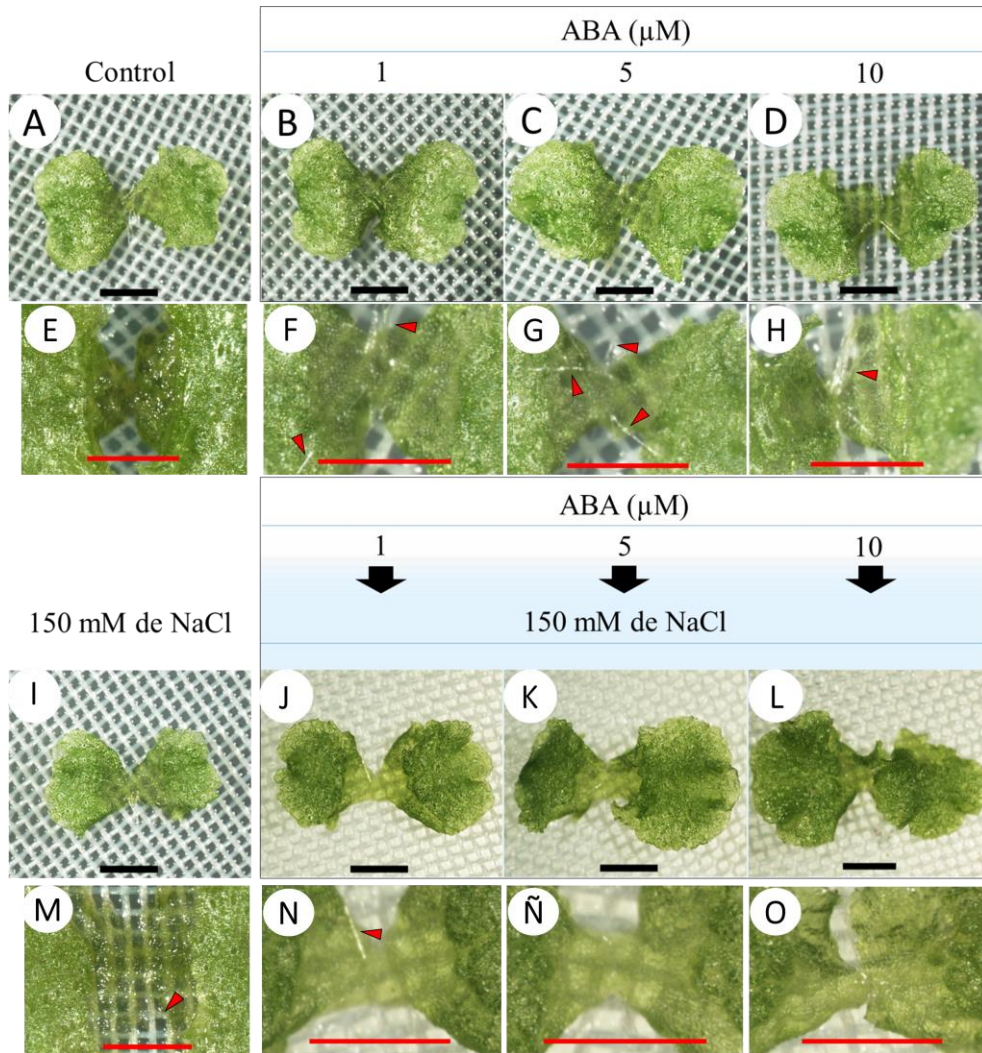 ABA (µM)
Control
1
5
10
A
B
C
D
E
F
G
H
ABA (µM)
1
5
10
150 mM de NaCl
150 mM de NaCl
I
J
K
L
M
N
Ñ
O